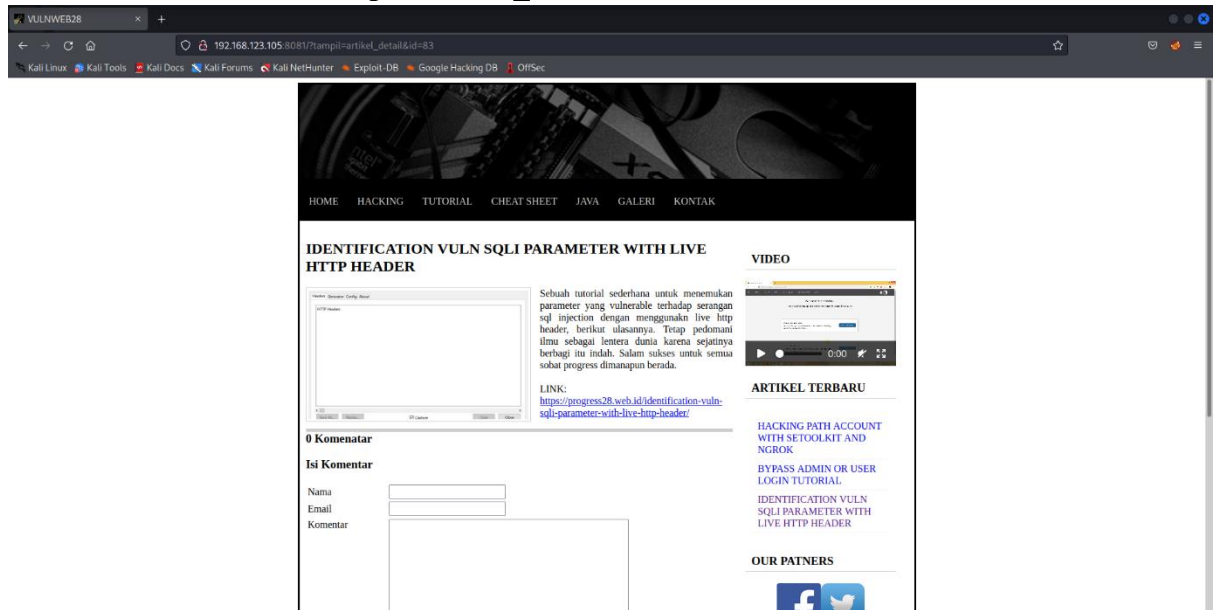 VULNWEB28
192.168.123.105:8081/?tampil=artikel_detail&id=83
Kali Linux Kali Tools Kali Docs Kali Forums Kali NetHunter Exploit-DB Google Hacking DB OffSec
HOME HACKING TUTORIAL CHEAT SHEET JAVA GALERI KONTAK
IDENTIFICATION VULN SQLI PARAMETER WITH LIVE
HTTP HEADER
Sebuah tutorial sederhana untuk menemukan
parameter yang vulnerable terhadap serangan
sql injection dengan menggunakn live http
header, berikut ulasannya. Tetap pedomani
ilmu sebagai lentera dunia karena sejatinya
berbagi itu indah. Salam sukses untuk semua
sobat progress dimanapun berada.
LINK:
https://progress28.web.id/identification-vuln-
sqli-parameter-with-live-http-header/
0 Komenatar
Isi Komentar
Nama
Email
Komentar
VIDEO
0:00
ARTIKEL TERBARU
HACKING PATH ACCOUNT
WITH SETOOLKIT AND
NGROK
BYPASS ADMIN OR USER
LOGIN TUTORIAL
IDENTIFICATION VULN
SQLI PARAMETER WITH
LIVE HTTP HEADER
OUR PATNERS